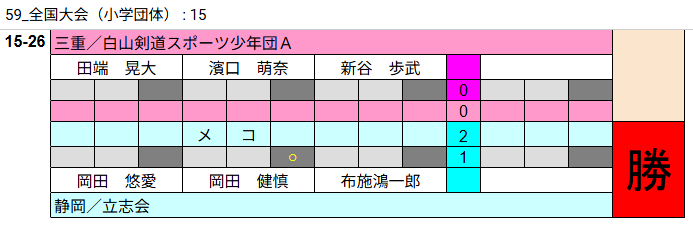 59_全国大会（小学団体） : 15
15-26 三重／白山剣道スポーツ少年団Ａ
田端　晃大 濱口　萌奈 新谷　歩武
0
0
メ コ 2
○ 1
勝
岡田　悠愛 岡田　健慎 布施鴻一郎
静岡／立志会